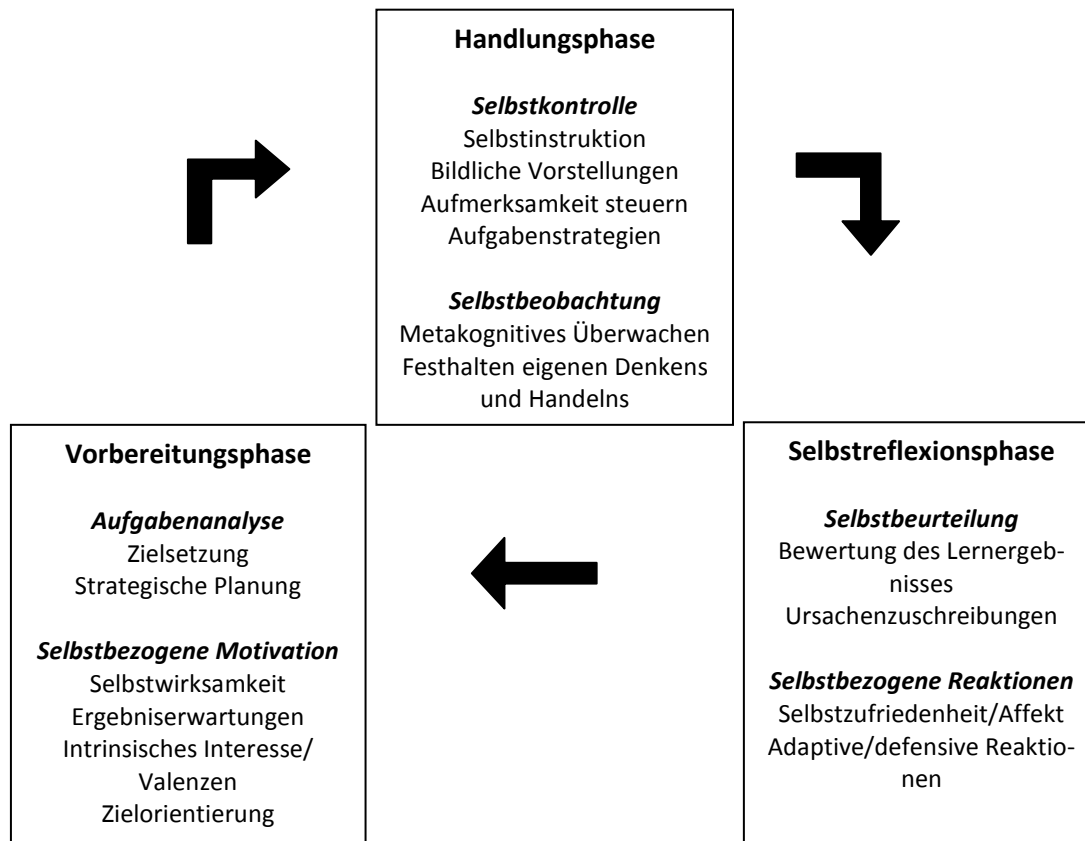 Handlungsphase
Selbstkontrolle
Selbstinstruktion
Bildliche Vorstellungen
Aufmerksamkeit steuern
Aufgabenstrategien
Selbstbeobachtung
Metakognitives Überwachen
Festhalten eigenen Denkens
und Handelns
Vorbereitungsphase
Aufgabenanalyse
Zielsetzung
Strategische Planung
Selbstbezogene Motivation
Selbstwirksamkeit
Ergebniserwartungen
Intrinsisches Interesse/
Valenzen
Zielorientierung
Selbstreflexionsphase
Selbstbeurteilung
Bewertung des Lernergeb-
nisses
Ursachenzuschreibungen
Selbstbezogene Reaktionen
Selbstzufriedenheit/Affekt
Adaptive/defensive Reaktio-
nen